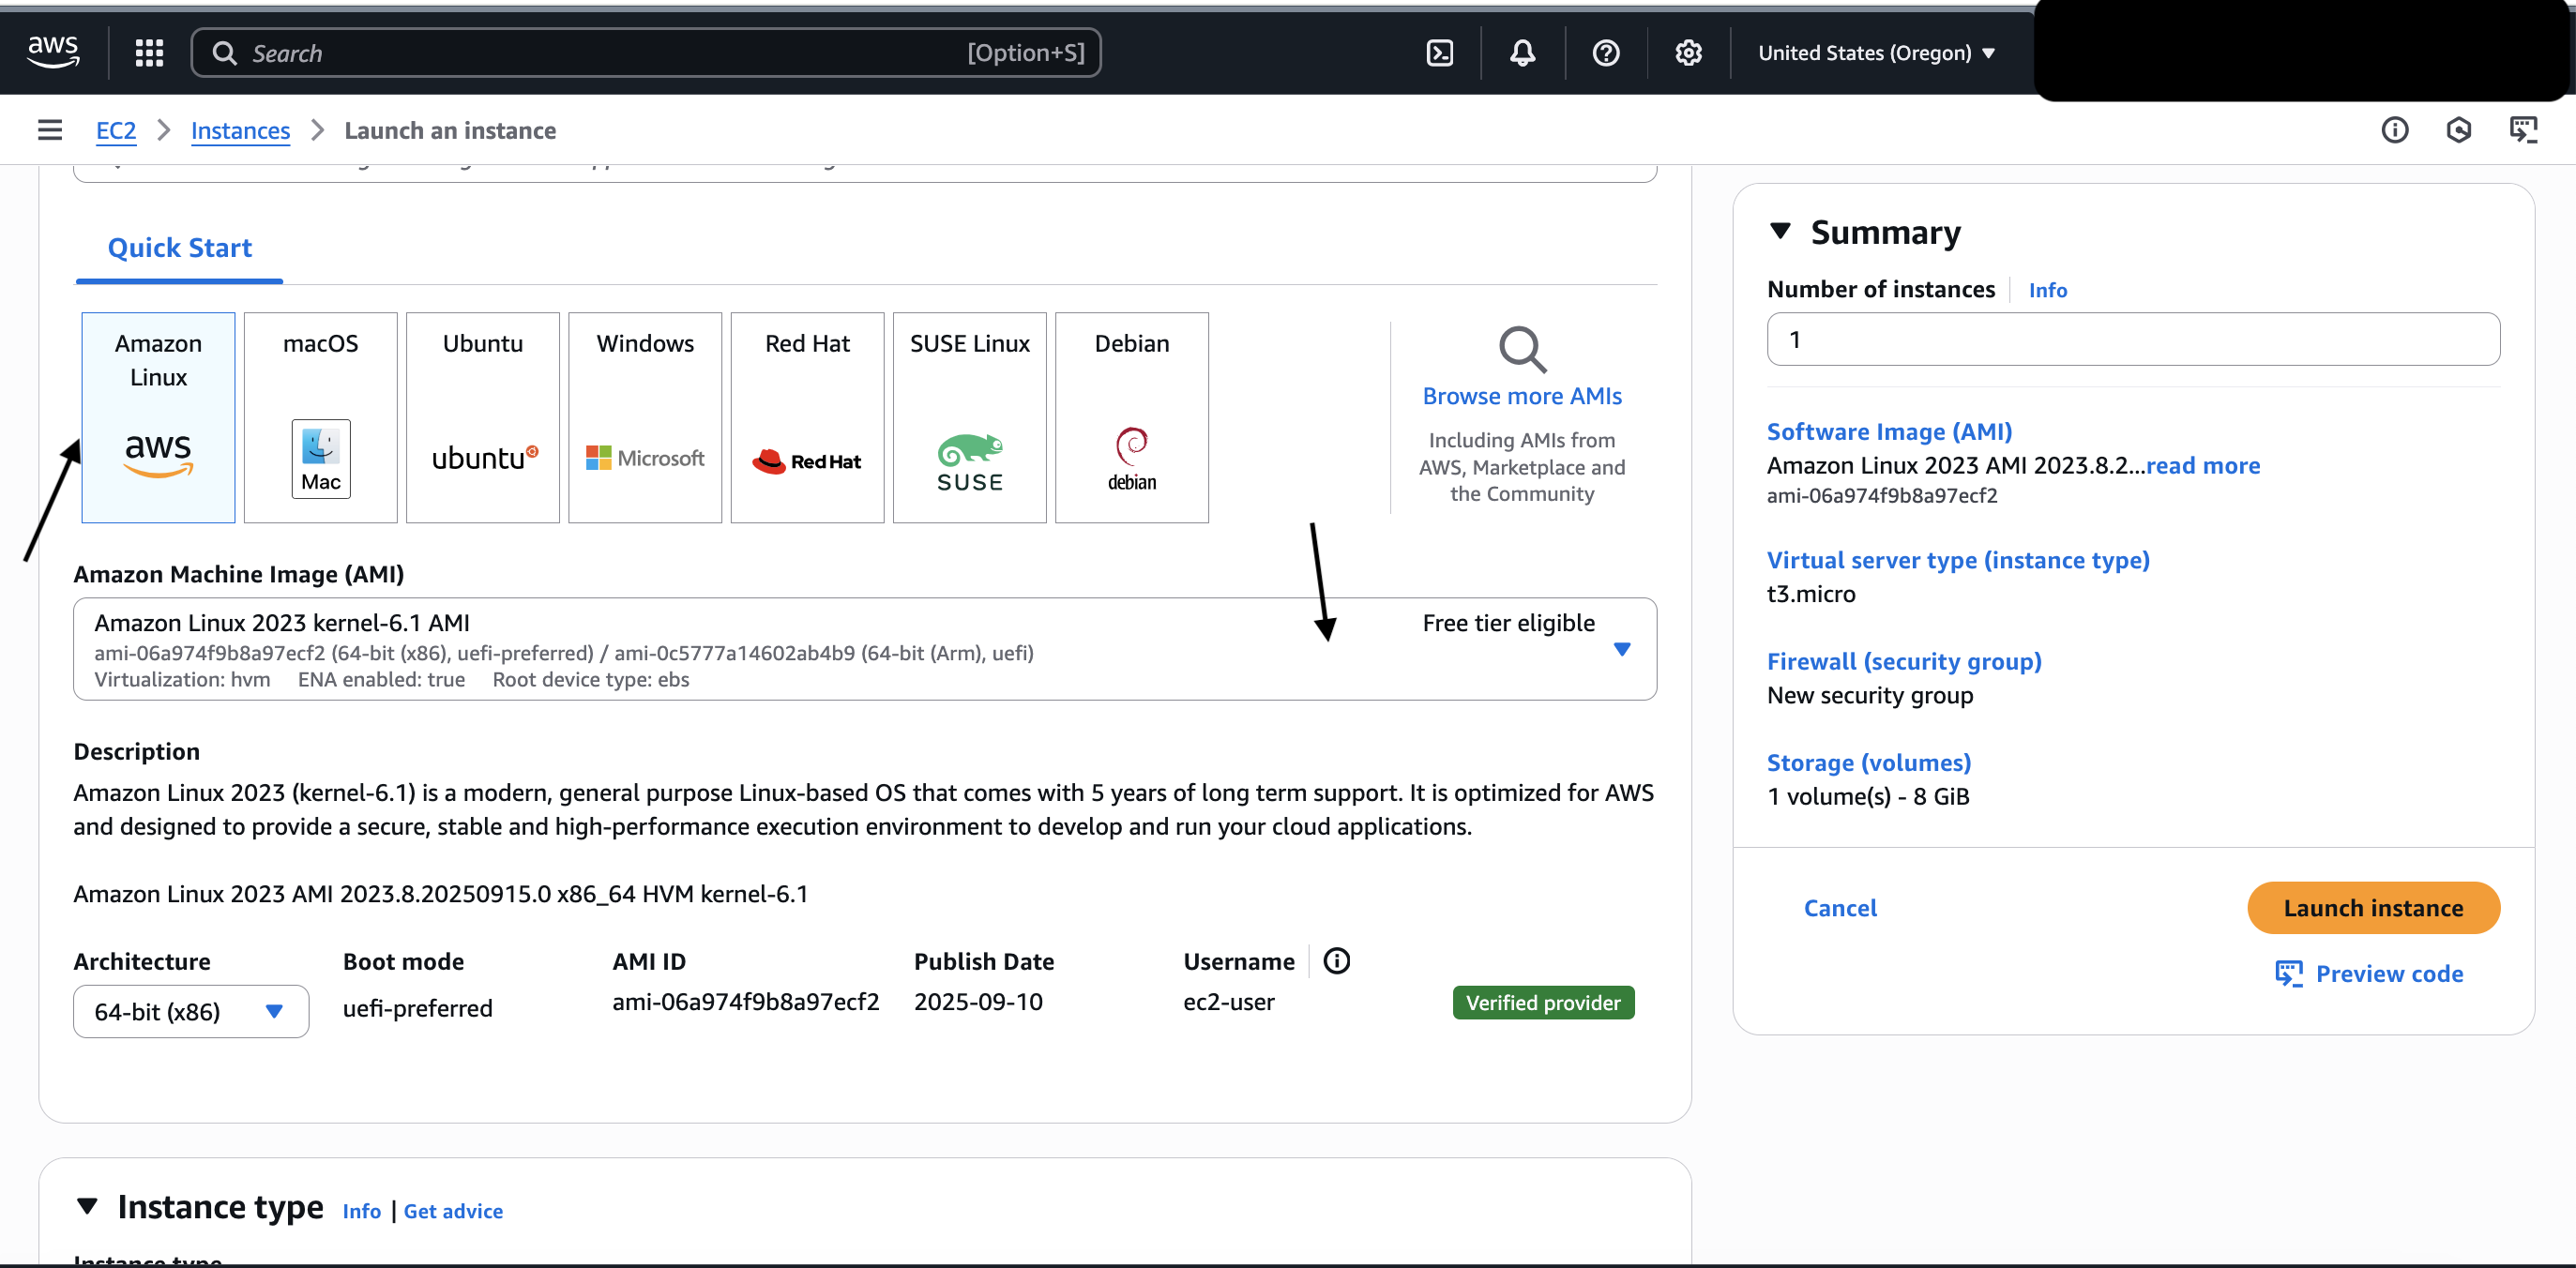 aws
Search [Option+S]
United States (Oregon)
EC2 > Instances > Launch an instance
Quick Start
Amazon Linux
aws
macOS
Mac
Ubuntu
ubuntu
Windows
Microsoft
Red Hat
Red Hat
SUSE Linux
SUSE
Debian
debian
Browse more AMIs
Including AMIs from
AWS, Marketplace and
the Community
Amazon Machine Image (AMI)
Amazon Linux 2023 kernel-6.1 AMI
Free tier eligible
ami-06a974f9b8a97ecf2 (64-bit (x86), uefi-preferred) / ami-0c5777a14602ab4b9 (64-bit (Arm), uefi)
Virtualization: hvm ENA enabled: true Root device type: ebs
Description
Amazon Linux 2023 (kernel-6.1) is a modern, general purpose Linux-based OS that comes with 5 years of long term support. It is optimized for AWS
and designed to provide a secure, stable and high-performance execution environment to develop and run your cloud applications.
Amazon Linux 2023 AMI 2023.8.20250915.0 x86_64 HVM kernel-6.1
Architecture Boot mode AMI ID Publish Date Username
64-bit (x86) uefi-preferred ami-06a974f9b8a97ecf2 2025-09-10 ec2-user Verified provider
Instance type Info | Get advice
Instance type
Summary
Number of instances Info
1
Software Image (AMI)
Amazon Linux 2023 AMI 2023.8.2...read more
ami-06a974f9b8a97ecf2
Virtual server type (instance type)
t3.micro
Firewall (security group)
New security group
Storage (volumes)
1 volume(s) - 8 GiB
Cancel Launch instance
Preview code